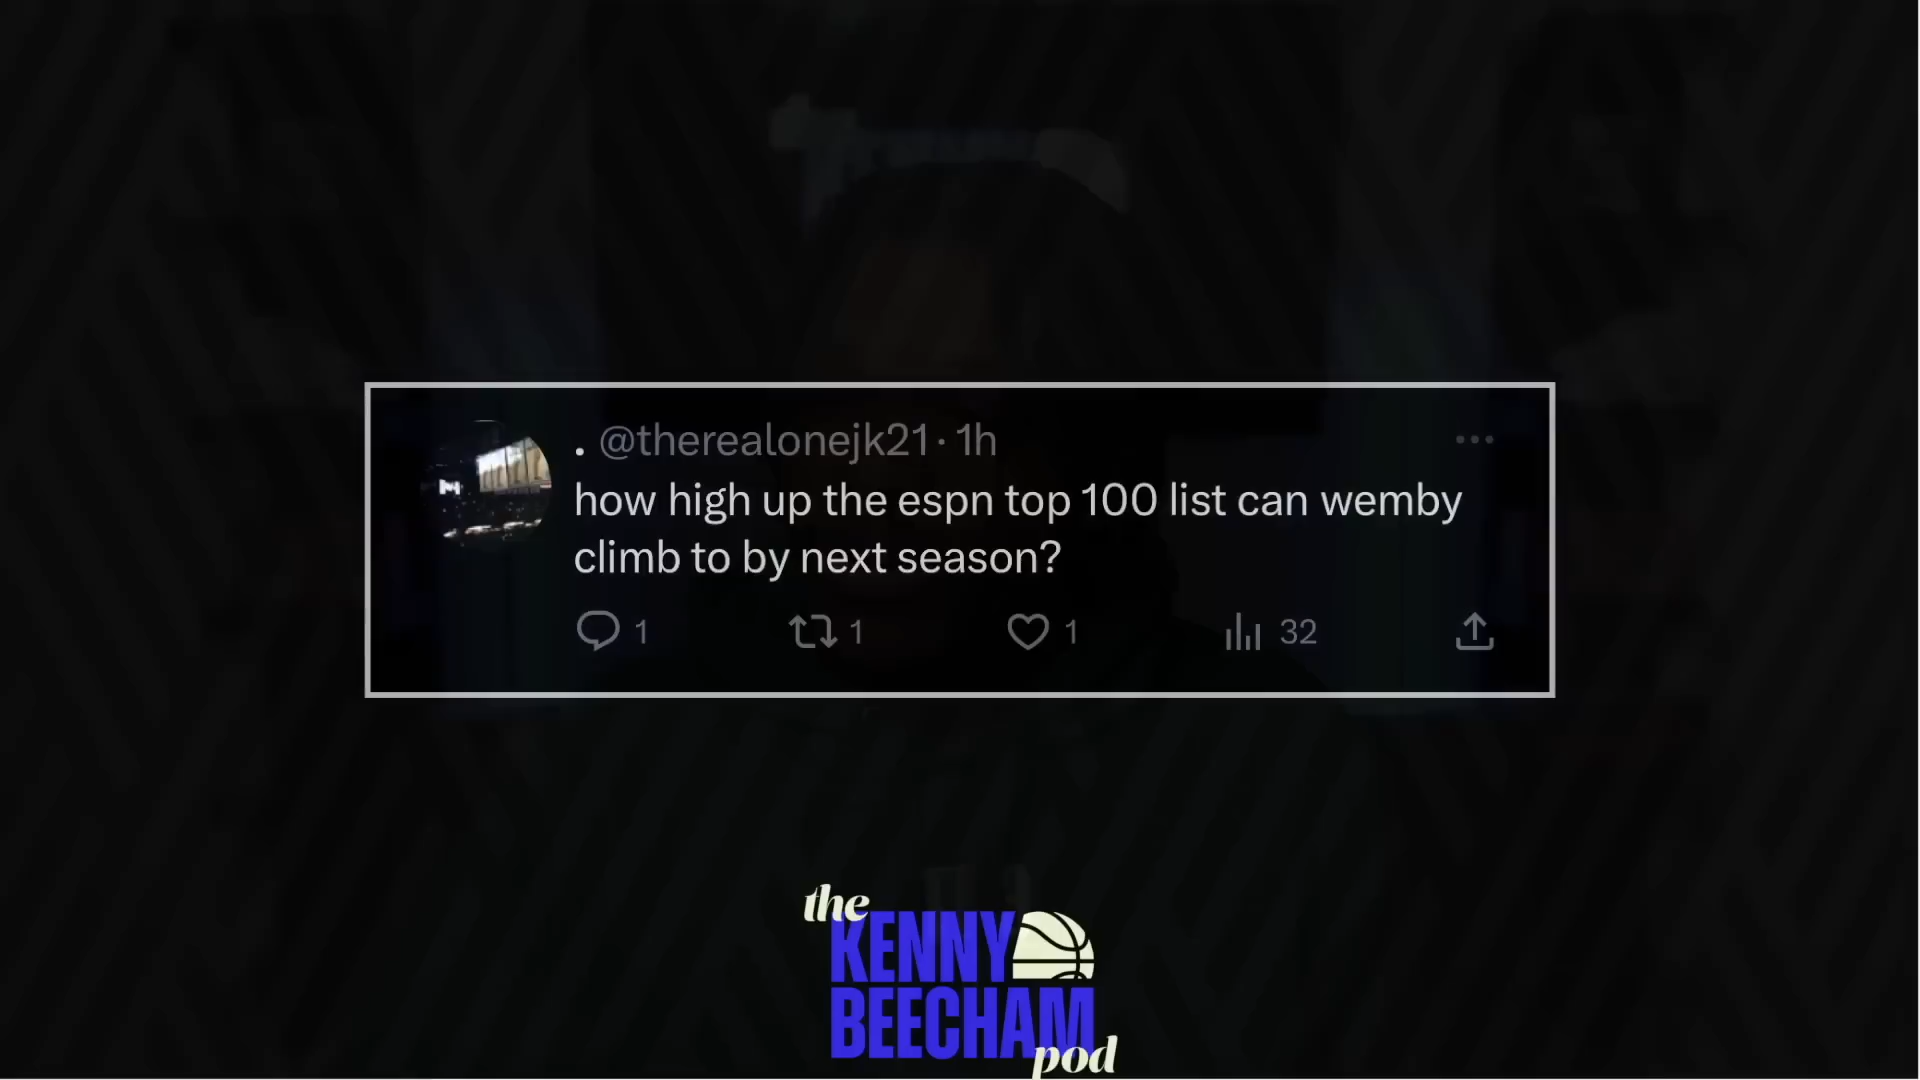 . @therealonejk21 · 1h
how high up the espn top 100 list can wemby
climb to by next season?
1 1 1 32
the
KENNY
BEECHAM
pod